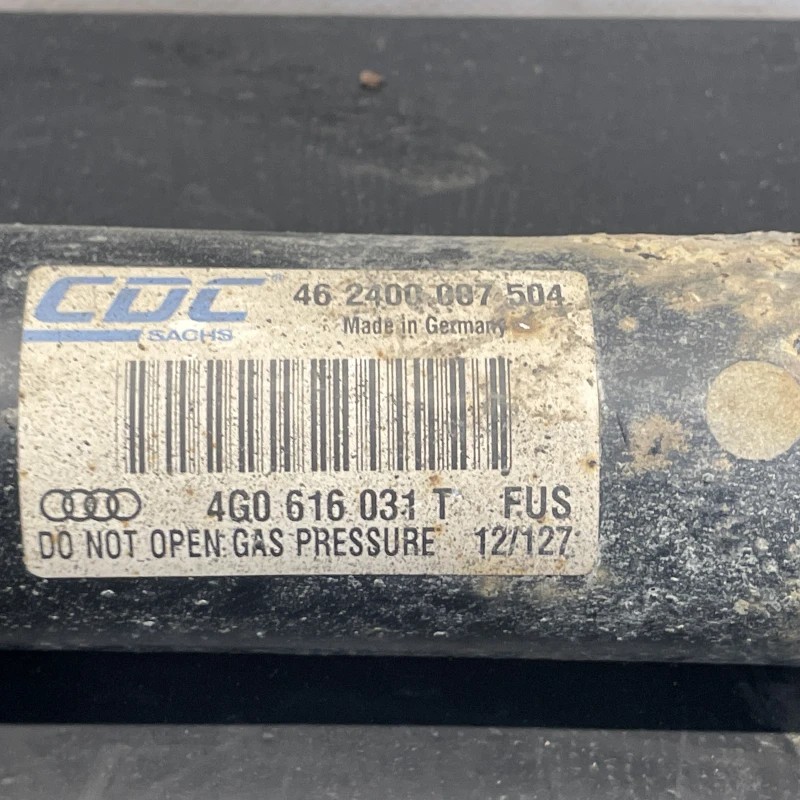 CDC 46 2400 007 504
SACHS Made in Germany
4G0 616 031 T FUS
DO NOT OPEN: GAS PRESSURE 12/127